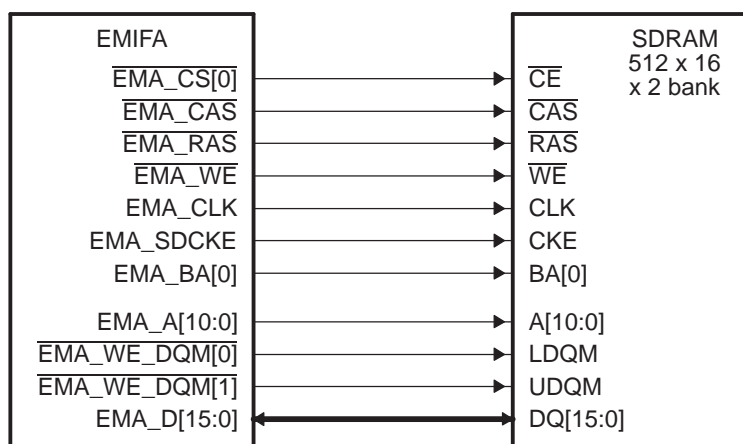 EMIFA
EMA_CS[0]
EMA_CAS
EMA_RAS
EMA_WE
EMA_CLK
EMA_SDCKE
EMA_BA[0]
EMA_A[10:0]
EMA_WE_DQM[0]
EMA_WE_DQM[1]
EMA_D[15:0]
SDRAM
512 x 16
x 2 bank
CE
CAS
RAS
WE
CLK
CKE
BA[0]
A[10:0]
LDQM
UDQM
DQ[15:0]